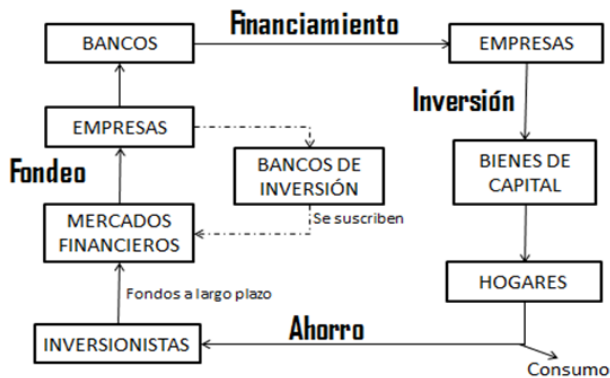 Financiamiento
BANCOS
EMPRESAS
Inversión
EMPRESAS
Fondeo
BANCOS DE
INVERSIÓN
BIENES DE
CAPITAL
MERCADOS
FINANCIEROS
Se suscriben
HOGARES
Fondos a largo plazo
Ahorro
INVERSIONISTAS
Consumo